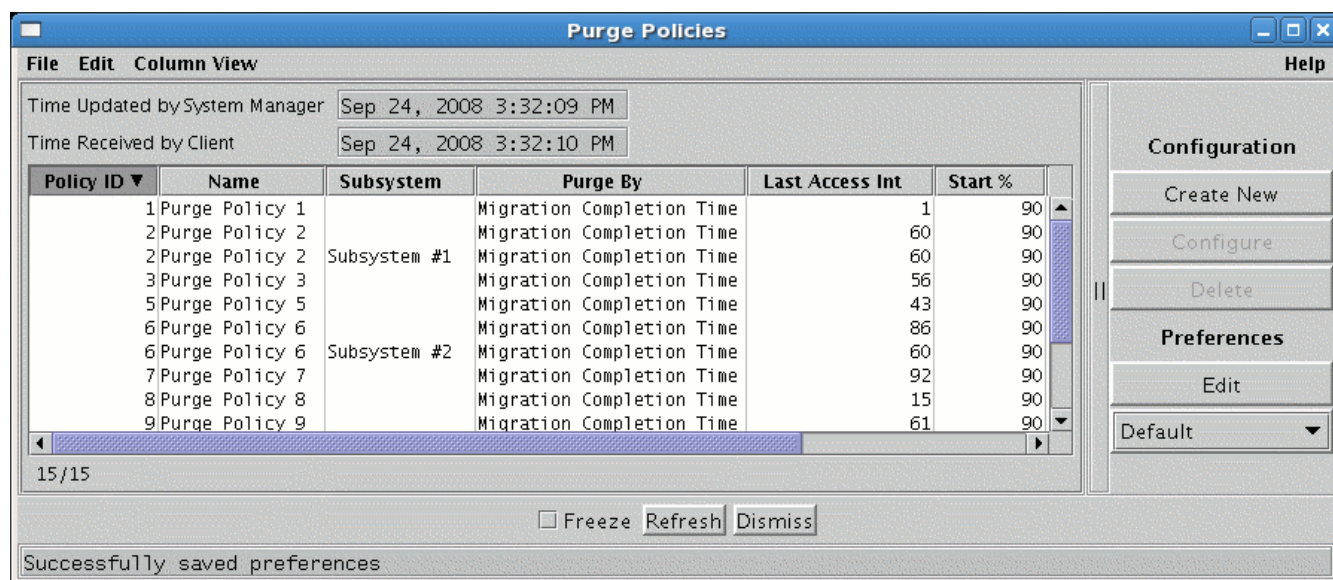 Purge Policies
File Edit Column View Help
Time Updated by System Manager Sep 24, 2008 3:32:09 PM
Time Received by Client Sep 24, 2008 3:32:10 PM
Policy ID ▼ Name Subsystem Purge By Last Access Int Start %
1 Purge Policy 1 Migration Completion Time 1 90
2 Purge Policy 2 Migration Completion Time 60 90
2 Purge Policy 2 Subsystem #1 Migration Completion Time 60 90
3 Purge Policy 3 Migration Completion Time 56 90
5 Purge Policy 5 Migration Completion Time 43 90
6 Purge Policy 6 Migration Completion Time 86 90
6 Purge Policy 6 Subsystem #2 Migration Completion Time 60 90
7 Purge Policy 7 Migration Completion Time 92 90
8 Purge Policy 8 Migration Completion Time 15 90
9 Purge Policy 9 Migration Completion Time 61 90
15/15
Configuration
Create New
Configure
Delete
Preferences
Edit
Default
Freeze Refresh Dismiss
Successfully saved preferences